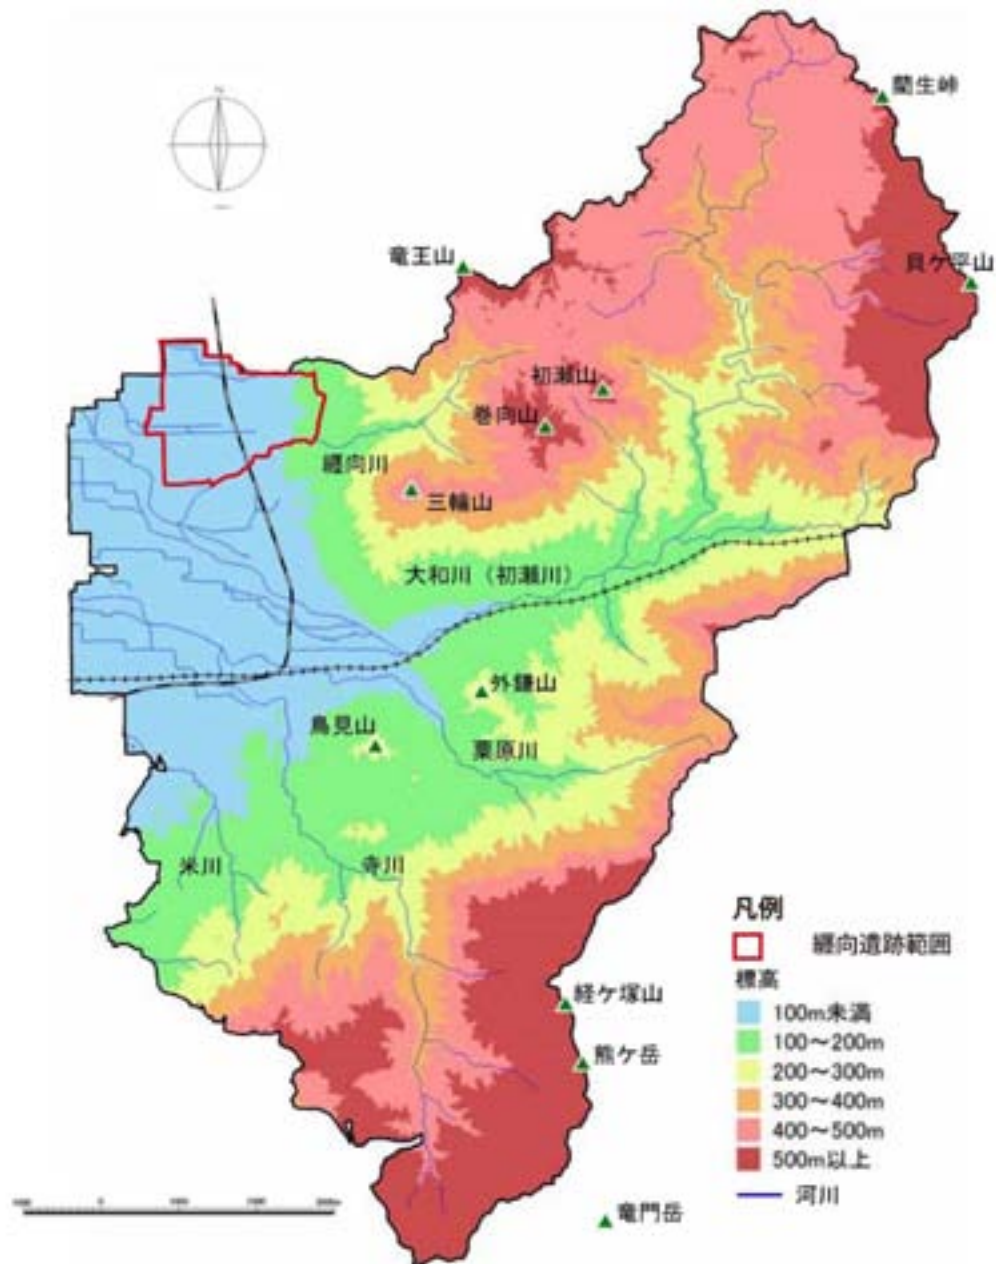 藺生峠
竜王山
貝ケ平山
初瀬山
巻向山
纒向川
三輪山
大和川（初瀬川）
外鎌山
鳥見山
粟原川
米川
寺川
経ケ塚山
熊ケ岳
竜門岳
凡例
纒向遺跡範囲
標高
100m未満
100～200m
200～300m
300～400m
400～500m
500m以上
河川
0